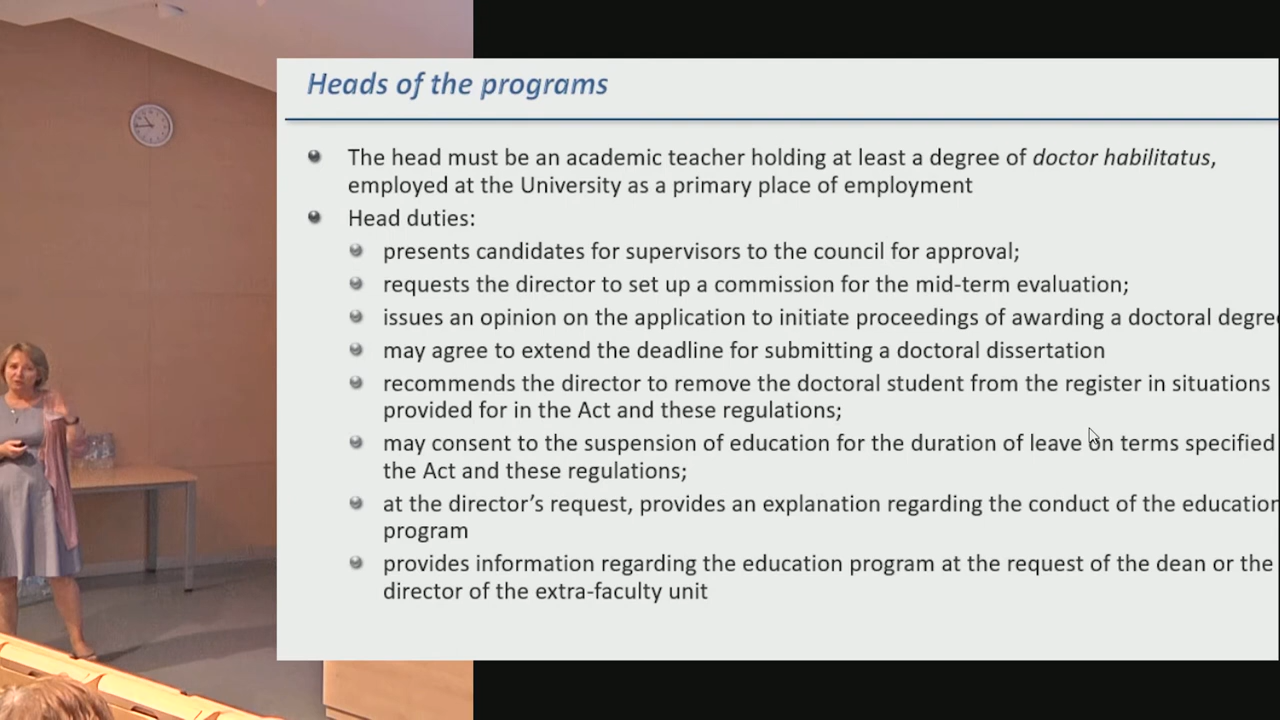 Heads of the programs
The head must be an academic teacher holding at least a degree of doctor habilitatus,
employed at the University as a primary place of employment
Head duties:
presents candidates for supervisors to the council for approval;
requests the director to set up a commission for the mid-term evaluation;
issues an opinion on the application to initiate proceedings of awarding a doctoral degre
may agree to extend the deadline for submitting a doctoral dissertation
recommends the director to remove the doctoral student from the register in situations
provided for in the Act and these regulations;
may consent to the suspension of education for the duration of leave on terms specified
the Act and these regulations;
at the director's request, provides an explanation regarding the conduct of the education
program
provides information regarding the education program at the request of the dean or the
director of the extra-faculty unit